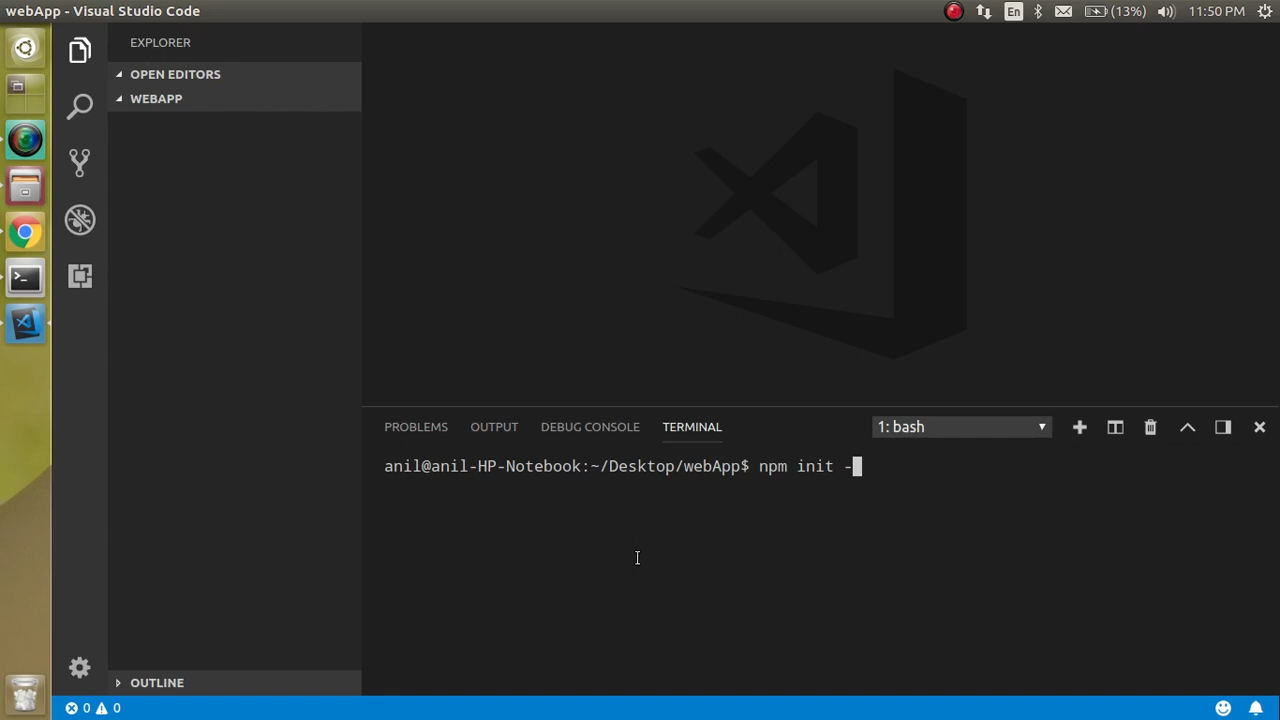 webApp - Visual Studio Code
En
(13%)
11:50 PM
EXPLORER
OPEN EDITORS
WEBAPP
PROBLEMS
OUTPUT
DEBUG CONSOLE
TERMINAL
1: bash
anil@anil-HP-Notebook:~/Desktop/webApp$ npm init -
OUTLINE
0
0